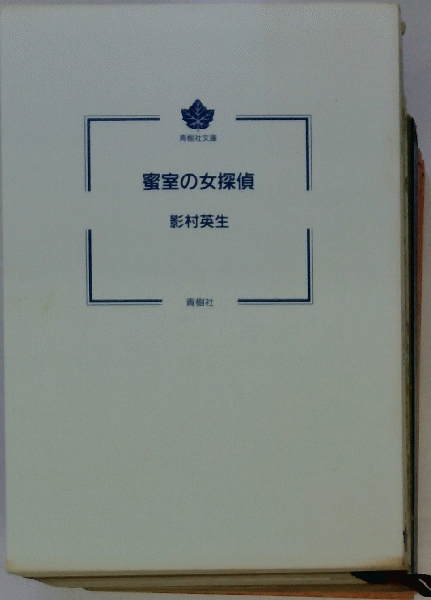 青樹社文庫
蜜室の女探偵
影村英生
青樹社